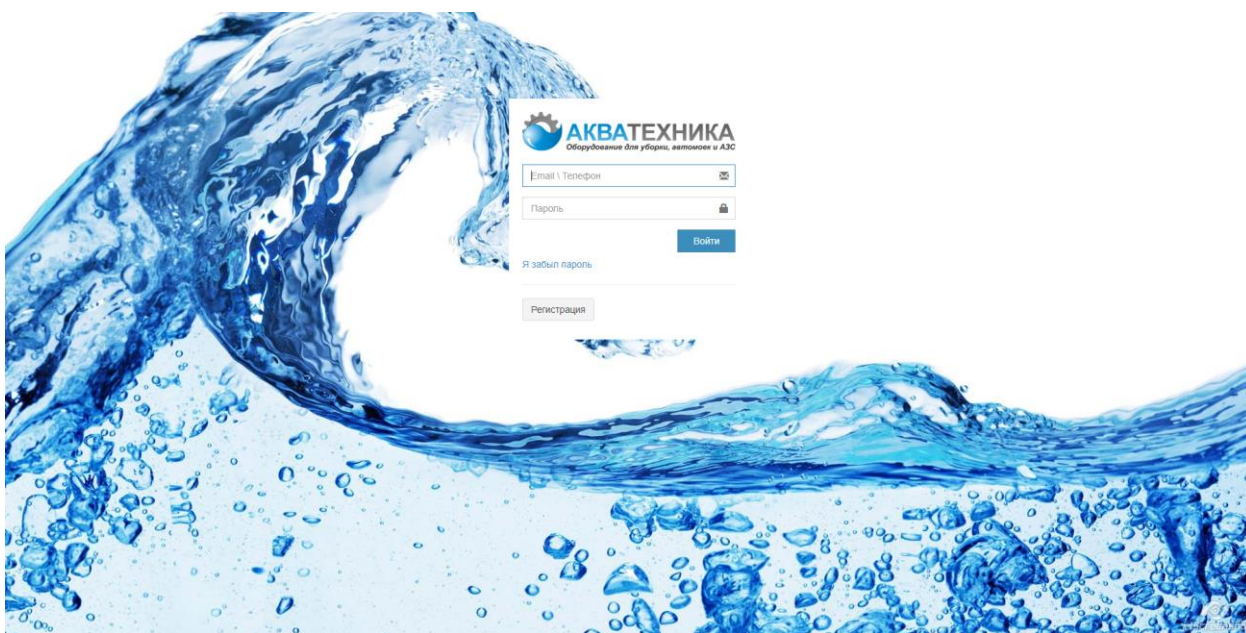 АКВАТЕХНИКА
Оборудование для уборки, автомоек и АЗС
Email \ Телефон
Пароль
Войти
Я забыл пароль
Регистрация